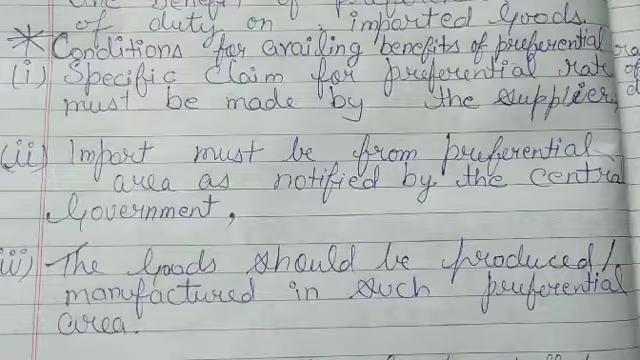 of duty on imported Goods.
* Conditions for availing benefits of preferential ra
(i) Specific Claim for preferential rate of
must be made by the supplier,
(ii) Import must be from preferential
area as notified by the Central
Government,
iii) The Goods should be produced/
manufactured in such preferential
area.